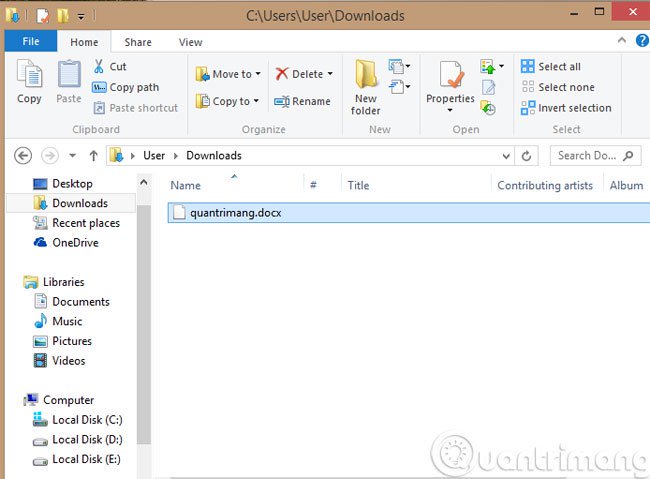 C:\Users\User\Downloads
File Home Share View
Copy
Paste
Cut
Copy path
Paste shortcut
Clipboard
Move to
Copy to
Delete
Rename
Organize
New folder
New
Properties
Open
Select all
Select none
Invert selection
Select
User Downloads
Search Do...
Desktop
Downloads
Recent places
OneDrive
Libraries
Documents
Music
Pictures
Videos
Computer
Local Disk (C:)
Local Disk (D:)
Local Disk (E:)
Name # Title Contributing artists Album
quantrimang.docx
Quantrimang